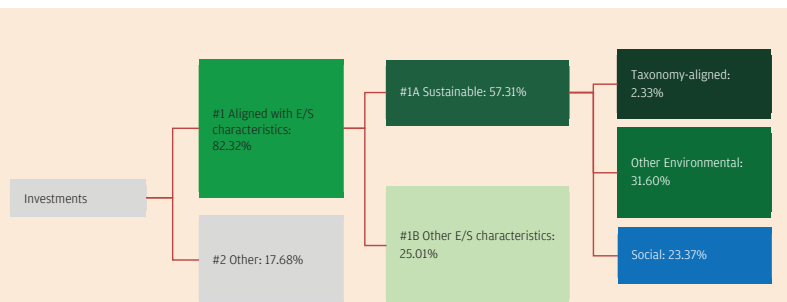 Investments
#1 Aligned with E/S
characteristics:
82.32%
#2 Other: 17.68%
#1A Sustainable: 57.31%
#1B Other E/S characteristics:
25.01%
Taxonomy-aligned:
2.33%
Other Environmental:
31.60%
Social: 23.37%